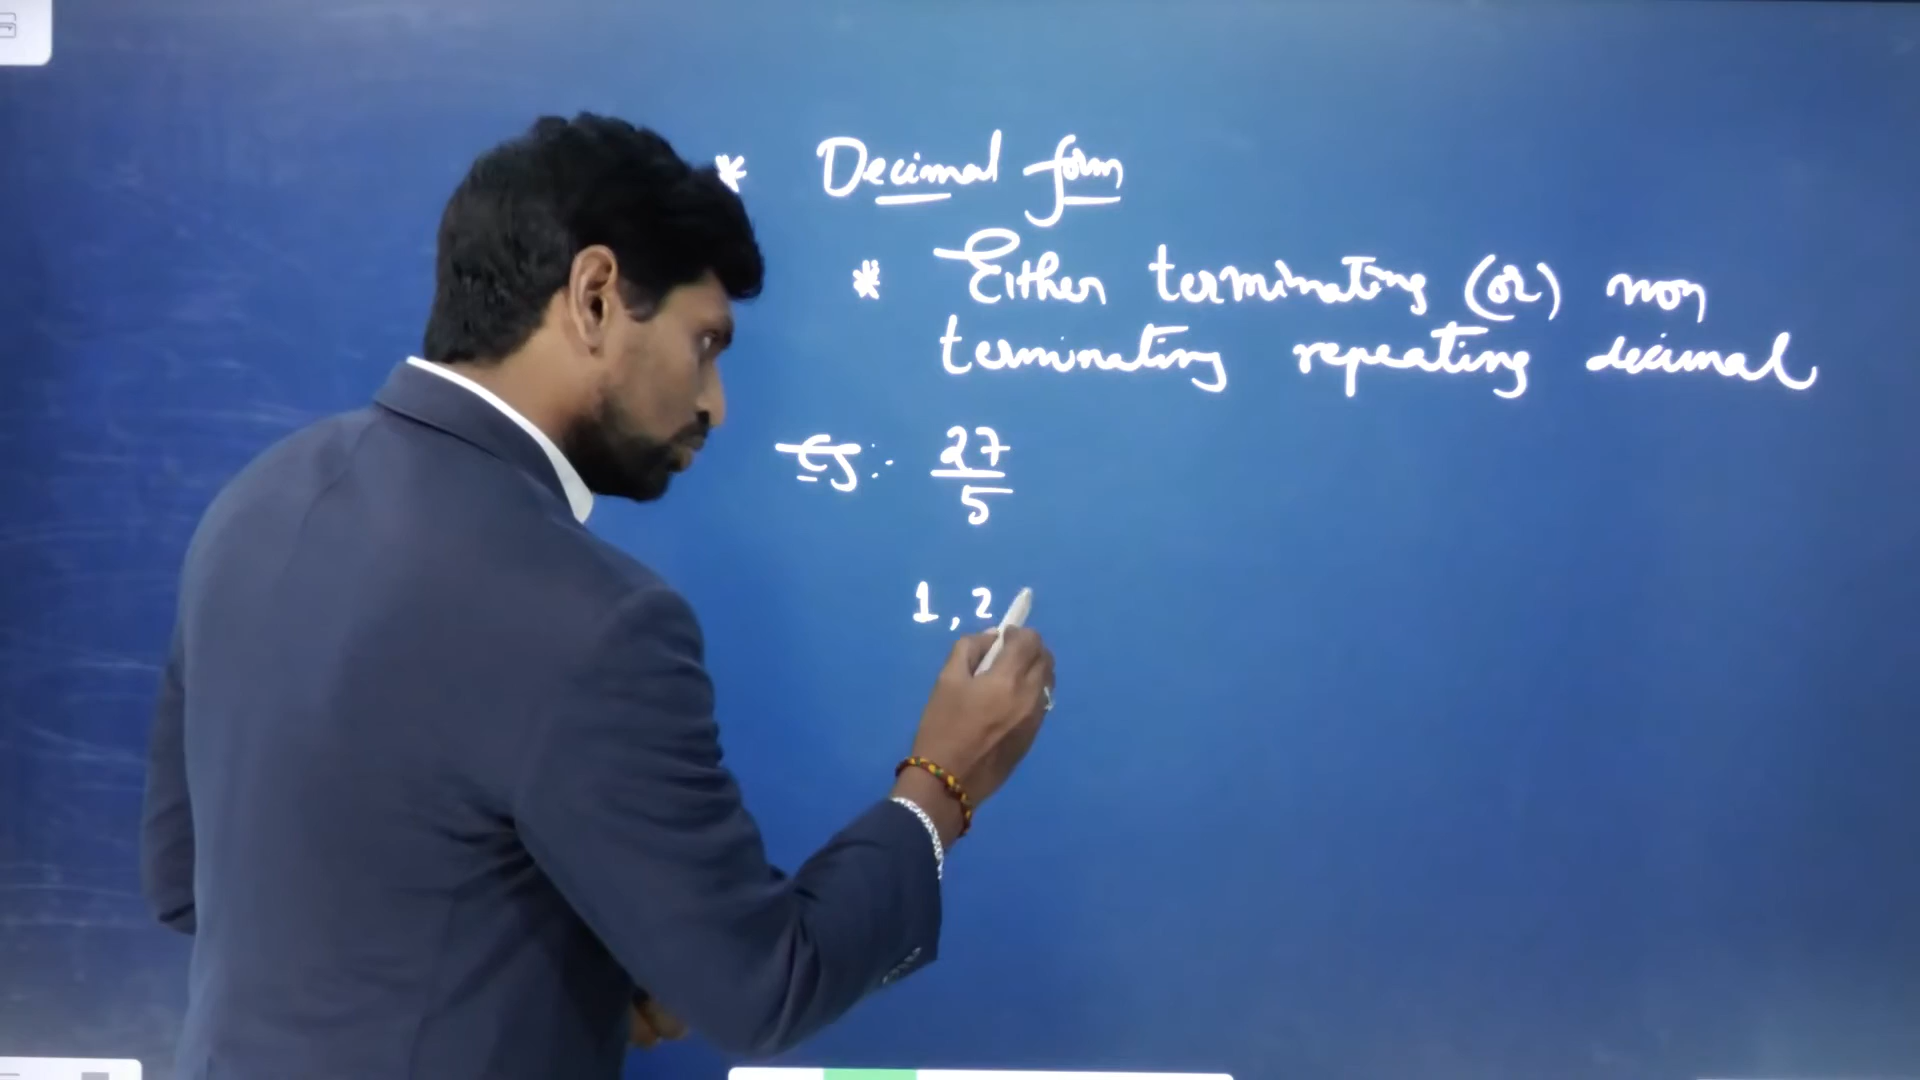 * Decimal form
* Either terminating (or) non
terminating repeating decimal
Eg:- 27/5
1, 2